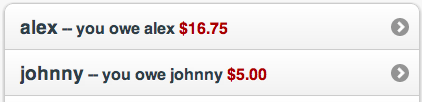 alex -- you owe alex $16.75
johnny -- you owe johnny $5.00